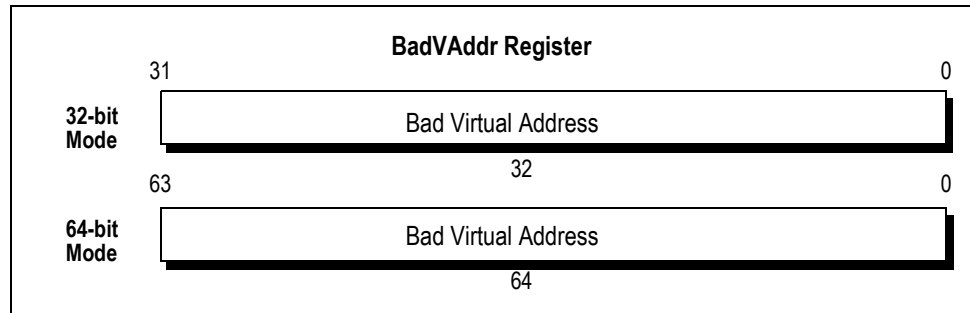 BadVAddr Register
31 0
32-bit Mode
Bad Virtual Address
32
63 0
64-bit Mode
Bad Virtual Address
64